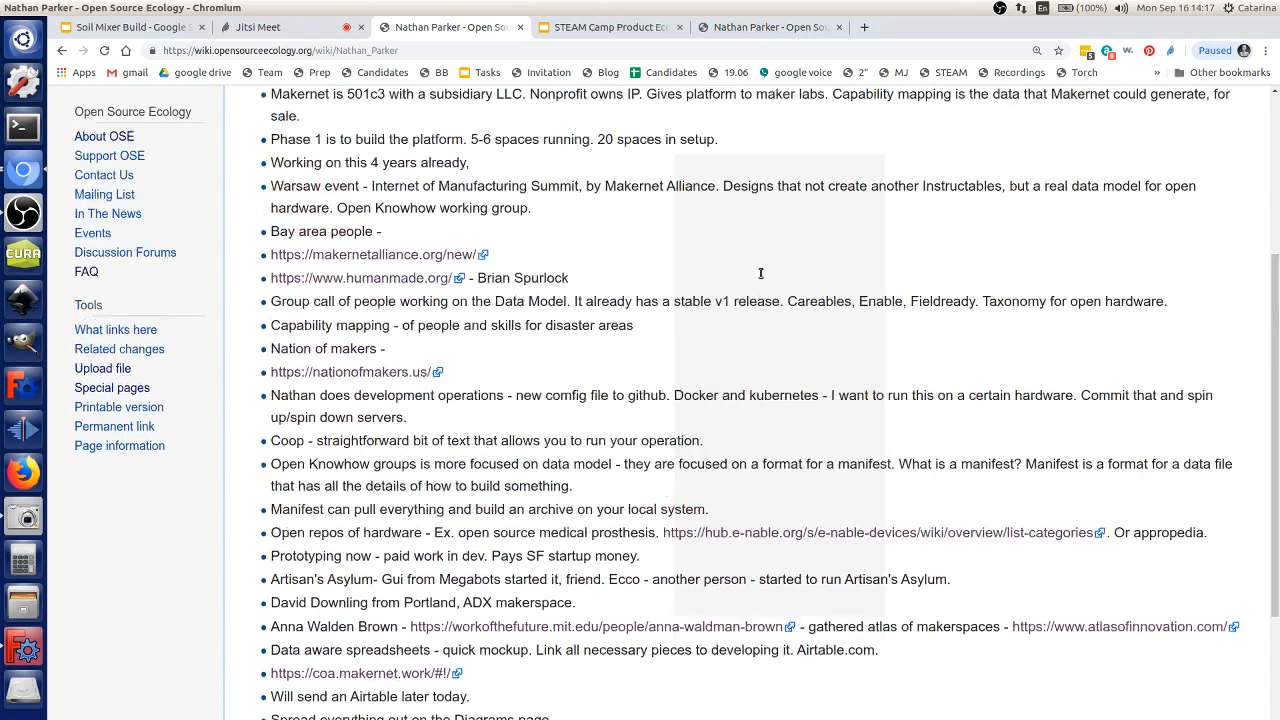 Nathan Parker - Open Source Ecology - Chromium
En (100%) Mon Sep 16 14:17 Catarina
Soil Mixer Build - Google S
Jitsi Meet
Nathan Parker - Open Sou
STEAM Camp Product Eco
Nathan Parker - Open Sou
https://wiki.opensourceecology.org/wiki/Nathan_Parker
Paused
Apps gmail google drive Team Prep Candidates BB Tasks Invitation Blog Candidates 19.06 google voice 2" MJ STEAM Recordings Torch » Other bookmarks
Open Source Ecology
About OSE
Support OSE
Contact Us
Mailing List
In The News
Events
Discussion Forums
FAQ
Tools
What links here
Related changes
Upload file
Special pages
Printable version
Permanent link
Page information
CURA
Makernet is 501c3 with a subsidiary LLC. Nonprofit owns IP. Gives platform to maker labs. Capability mapping is the data that Makernet could generate, for
sale.
Phase 1 is to build the platform. 5-6 spaces running. 20 spaces in setup.
Working on this 4 years already,
Warsaw event - Internet of Manufacturing Summit, by Makernet Alliance. Designs that not create another Instructables, but a real data model for open
hardware. Open Knowhow working group.
Bay area people -
https://makernetalliance.org/new/
https://www.humanmade.org/ - Brian Spurlock
Group call of people working on the Data Model. It already has a stable v1 release. Careables, Enable, Fieldready. Taxonomy for open hardware.
Capability mapping - of people and skills for disaster areas
Nation of makers -
https://nationofmakers.us/
Nathan does development operations - new comfig file to github. Docker and kubernetes - I want to run this on a certain hardware. Commit that and spin
up/spin down servers.
Coop - straightforward bit of text that allows you to run your operation.
Open Knowhow groups is more focused on data model - they are focused on a format for a manifest. What is a manifest? Manifest is a format for a data file
that has all the details of how to build something.
Manifest can pull everything and build an archive on your local system.
Open repos of hardware - Ex. open source medical prosthesis. https://hub.e-nable.org/s/e-nable-devices/wiki/overview/list-categories. Or appropedia.
Prototyping now - paid work in dev. Pays SF startup money.
Artisan's Asylum- Gui from Megabots started it, friend. Ecco - another person - started to run Artisan's Asylum.
David Downling from Portland, ADX makerspace.
Anna Walden Brown - https://workofthefuture.mit.edu/people/anna-waldman-brown - gathered atlas of makerspaces - https://www.atlasofinnovation.com/
Data aware spreadsheets - quick mockup. Link all necessary pieces to developing it. Airtable.com.
https://coa.makernet.work/#!/
Will send an Airtable later today.
Spread everything out on the Diagrams page